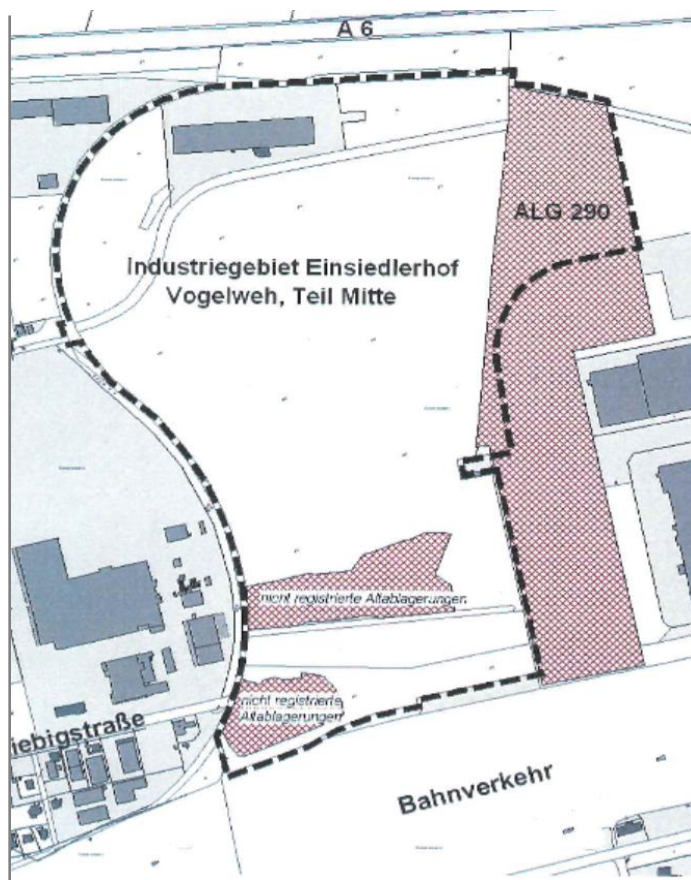 A 6
ALG 290
Industriegebiet Einsiedlerhof
Vogelweh, Teil Mitte
nicht registrierte Altablagerungen
nicht registrierte
Altablagerungen
iebigstraße
Bahnverkehr